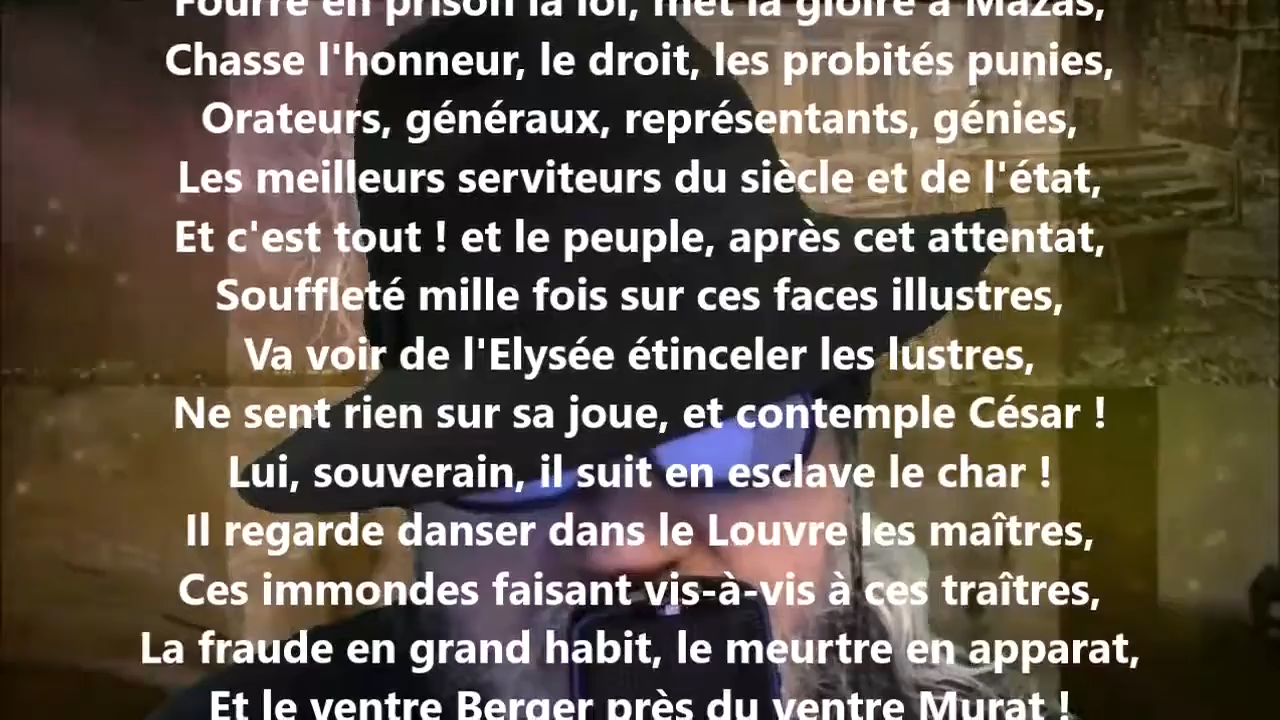 Fourre en prison la loi, met la gloire à Mazas,
Chasse l'honneur, le droit, les probités punies,
Orateurs, généraux, représentants, génies,
Les meilleurs serviteurs du siècle et de l'état,
Et c'est tout ! et le peuple, après cet attentat,
Souffleté mille fois sur ces faces illustres,
Va voir de l'Elysée étinceler les lustres,
Ne sent rien sur sa joue, et contemple César !
Lui, souverain, il suit en esclave le char !
Il regarde danser dans le Louvre les maîtres,
Ces immondes faisant vis-à-vis à ces traîtres,
La fraude en grand habit, le meurtre en apparat,
Et le ventre Berger près du ventre Murat !